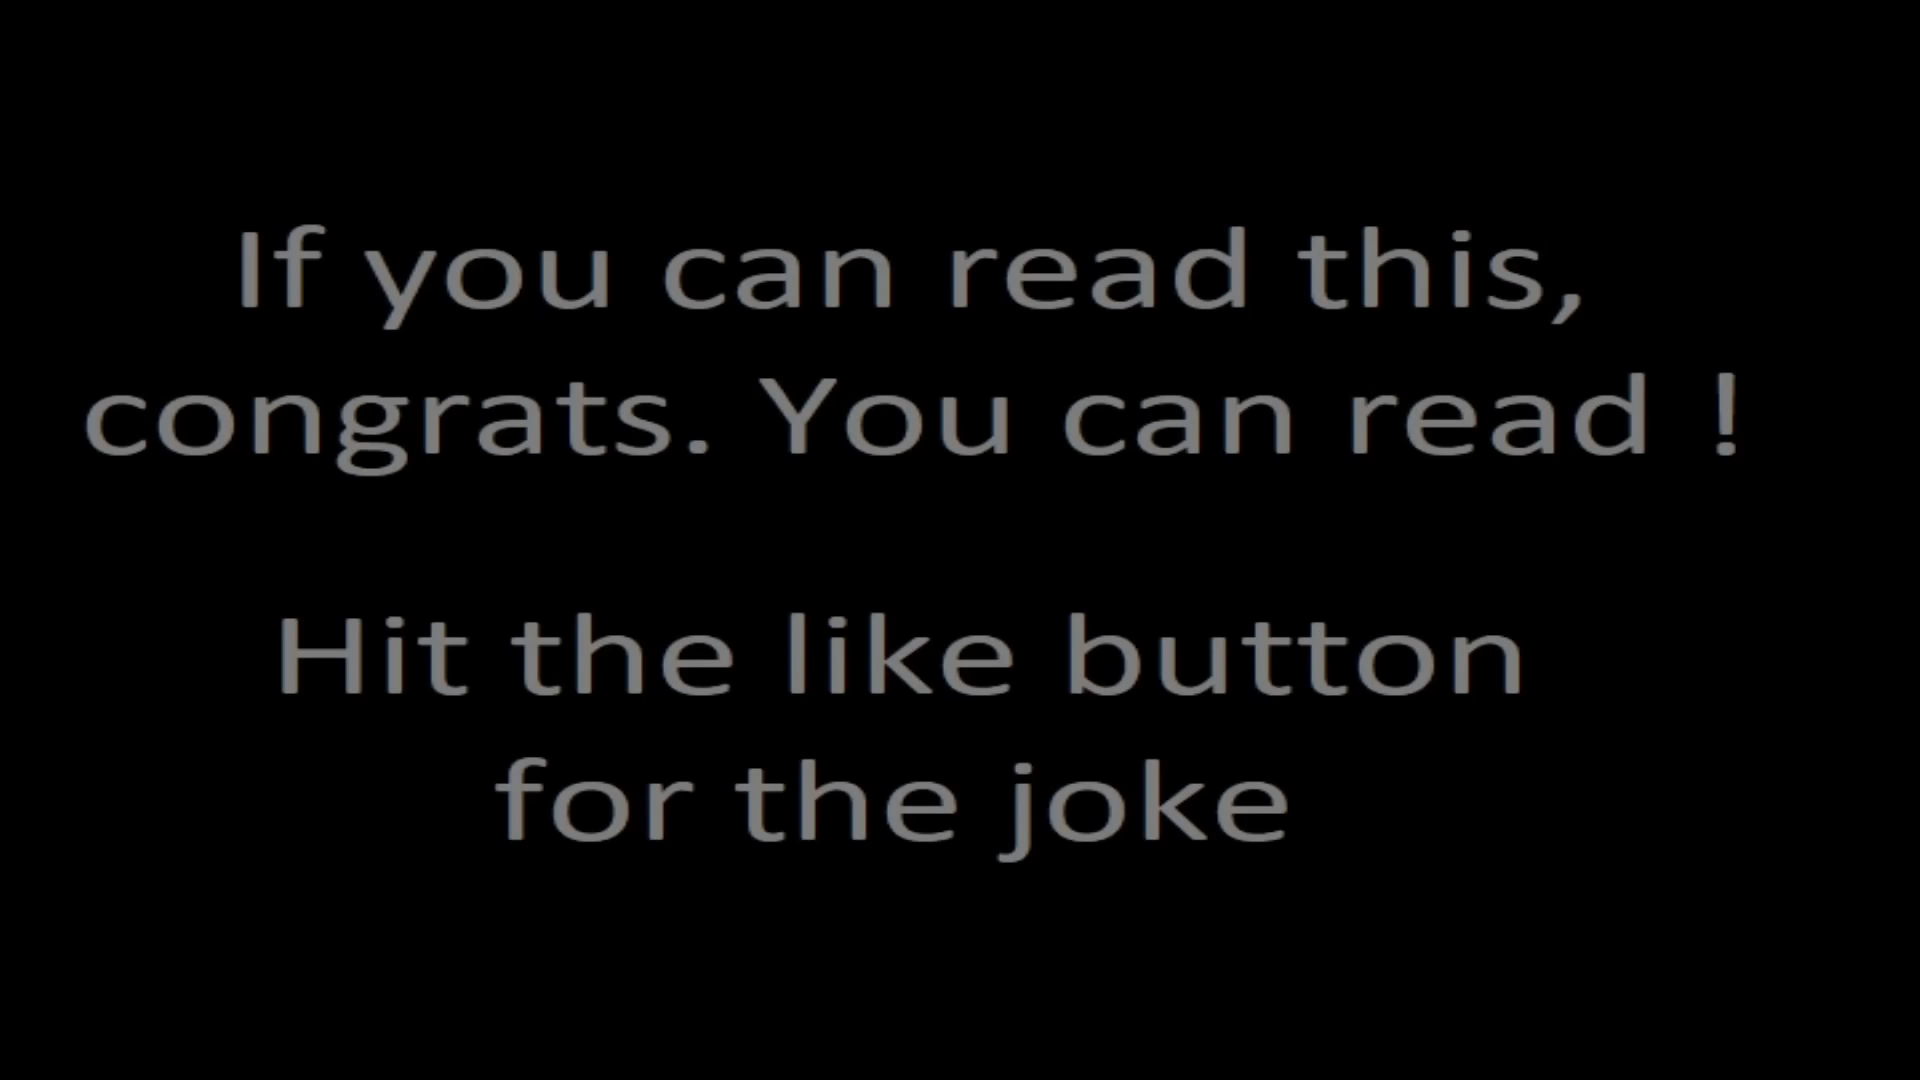 If you can read this,
congrats. You can read !
Hit the like button
for the joke